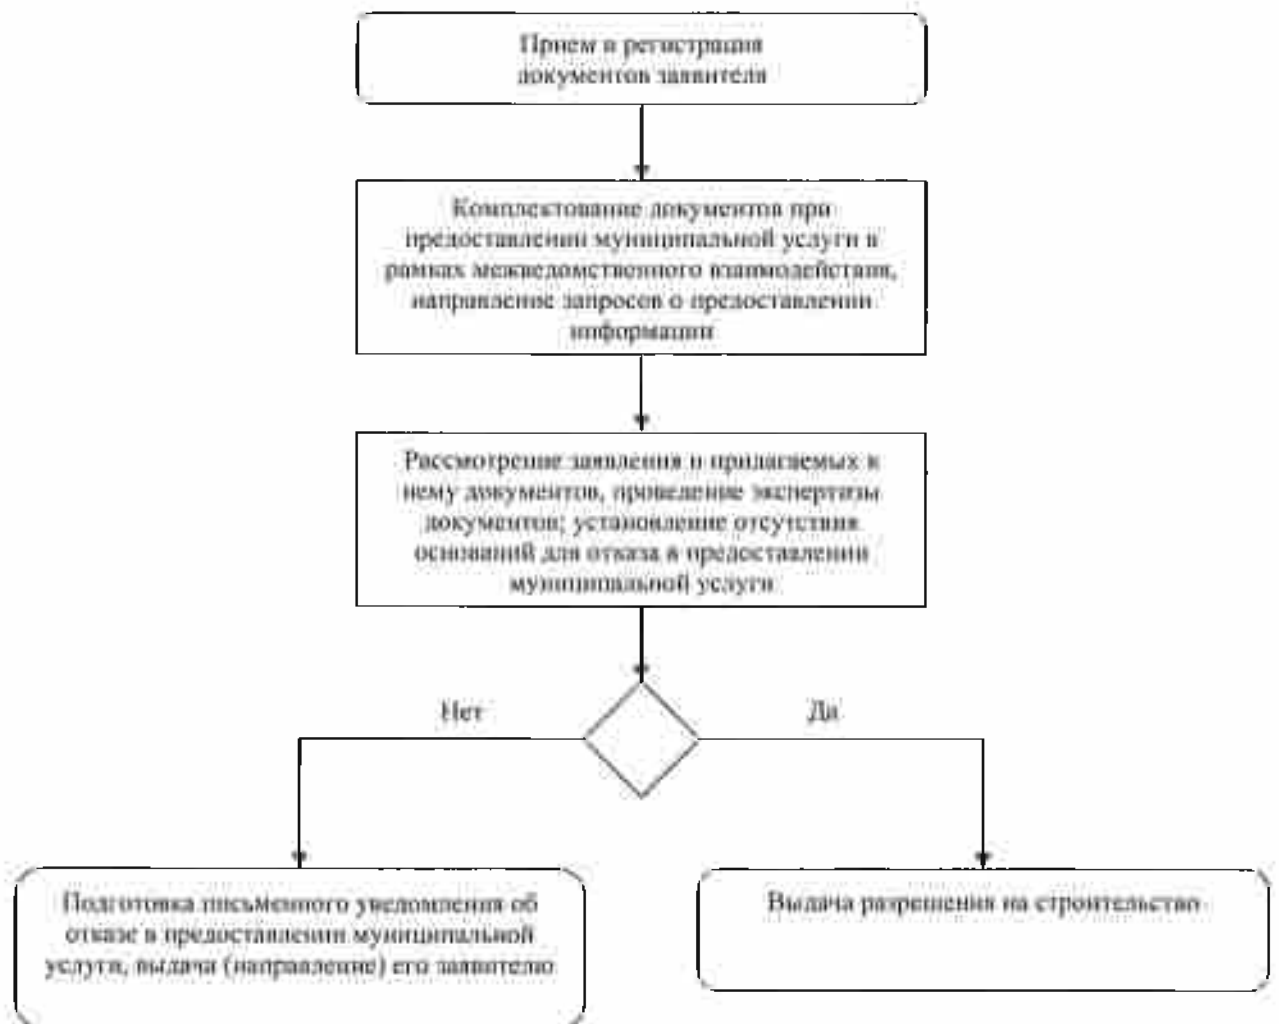 Прием и регистрация
документов заявителя
Комплектование документов при
предоставлении муниципальной услуги в
рамках межведомственного взаимодействия,
направление запросов о предоставлении
информации
Рассмотрение заявления и прилагаемых к
нему документов, проведение экспертизы
документов; установление отсутствия
оснований для отказа в предоставлении
муниципальной услуги
Нет
Да
Подготовка письменного уведомления об
отказе в предоставлении муниципальной
услуги, выдача (направление) его заявителю
Выдача разрешения на строительство